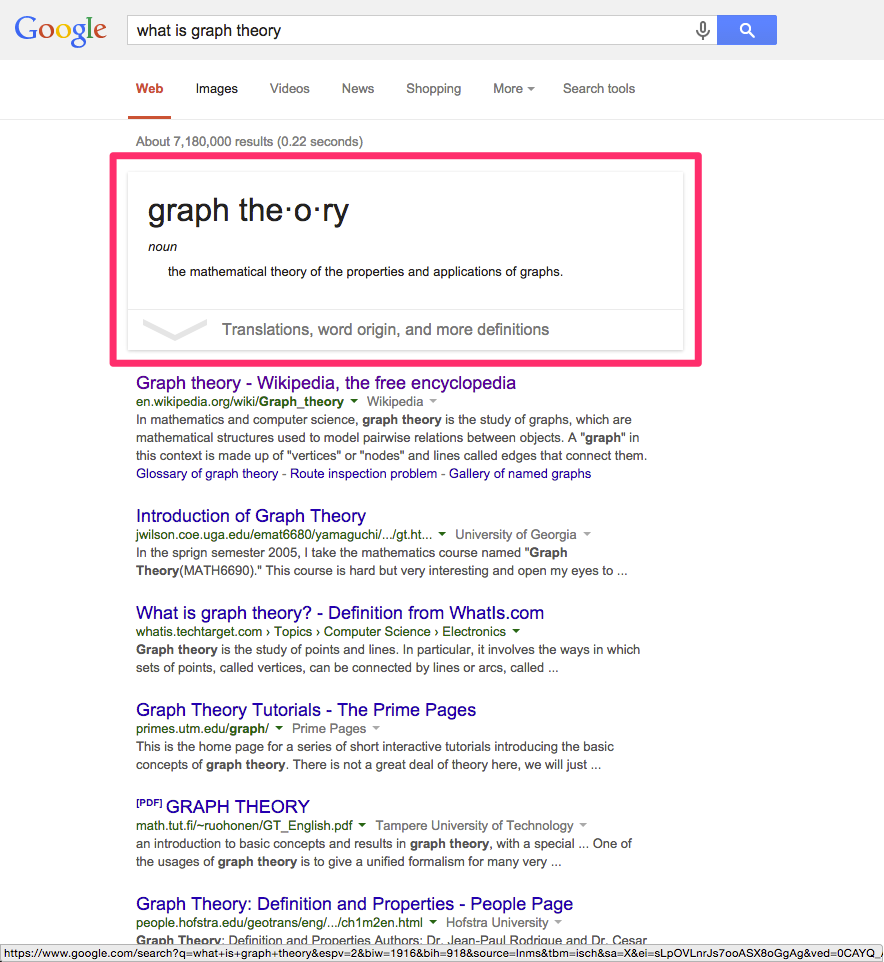 Google what is graph theory
Web Images Videos News Shopping More Search tools
About 7,180,000 results (0.22 seconds)
graph the·o·ry
noun
the mathematical theory of the properties and applications of graphs.
Translations, word origin, and more definitions
Graph theory - Wikipedia, the free encyclopedia
en.wikipedia.org/wiki/Graph_theory Wikipedia
In mathematics and computer science, graph theory is the study of graphs, which are
mathematical structures used to model pairwise relations between objects. A "graph" in
this context is made up of "vertices" or "nodes" and lines called edges that connect them.
Glossary of graph theory - Route inspection problem - Gallery of named graphs
Introduction of Graph Theory
jwilson.coe.uga.edu/emat6680/yamaguchi/.../gt.ht... University of Georgia
In the sprign semester 2005, I take the mathematics course named "Graph
Theory(MATH6690)." This course is hard but very interesting and open my eyes to ...
What is graph theory? - Definition from WhatIs.com
whatis.techtarget.com › Topics › Computer Science › Electronics
Graph theory is the study of points and lines. In particular, it involves the ways in which
sets of points, called vertices, can be connected by lines or arcs, called ...
Graph Theory Tutorials - The Prime Pages
primes.utm.edu/graph/ Prime Pages
This is the home page for a series of short interactive tutorials introducing the basic
concepts of graph theory. There is not a great deal of theory here, we will just ...
[PDF] GRAPH THEORY
math.tut.fi/~ruohonen/GT_English.pdf Tampere University of Technology
an introduction to basic concepts and results in graph theory, with a special ... One of
the usages of graph theory is to give a unified formalism for many very ...
Graph Theory: Definition and Properties - People Page
people.hofstra.edu/geotrans/eng/.../ch1m2en.html Hofstra University
Graph Theory: Definition and Properties Authors: Dr. Jean-Paul Rodrigue and Dr. Cesar
https://www.google.com/search?q=what+is+graph+theory&espv=2&biw=1916&bih=918&source=lnms&tbm=isch&sa=X&ei=sLpOVLnrJs7ooASX8oGgAg&ved=0CAYQ_